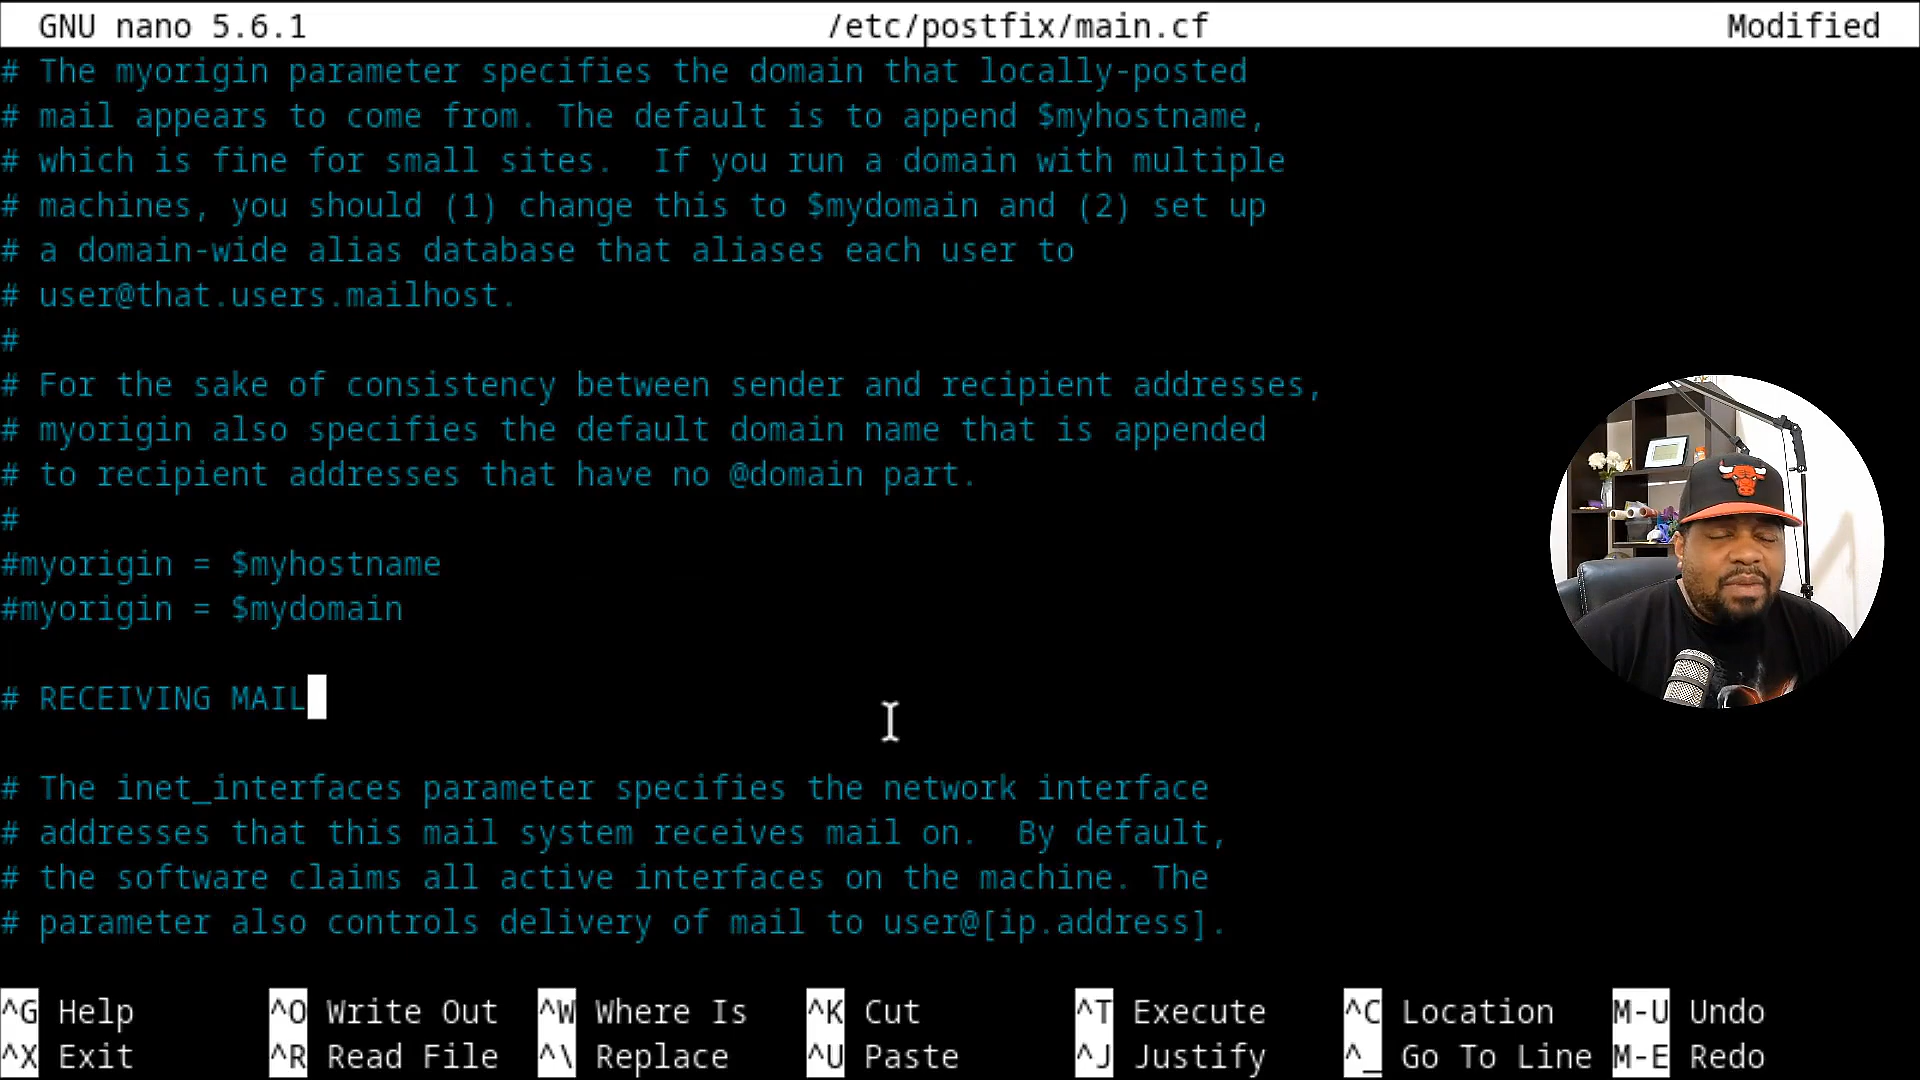 GNU nano 5.6.1 /etc/postfix/main.cf Modified
# The myorigin parameter specifies the domain that locally-posted
# mail appears to come from. The default is to append $myhostname,
# which is fine for small sites.  If you run a domain with multiple
# machines, you should (1) change this to $mydomain and (2) set up
# a domain-wide alias database that aliases each user to
# user@that.users.mailhost.
#
# For the sake of consistency between sender and recipient addresses,
# myorigin also specifies the default domain name that is appended
# to recipient addresses that have no @domain part.
#
#myorigin = $myhostname
#myorigin = $mydomain
# RECEIVING MAIL
# The inet_interfaces parameter specifies the network interface
# addresses that this mail system receives mail on.  By default,
# the software claims all active interfaces on the machine. The
# parameter also controls delivery of mail to user@[ip.address].
^G Help ^O Write Out ^W Where Is ^K Cut ^T Execute ^C Location M-U Undo
^X Exit ^R Read File ^\ Replace ^U Paste ^J Justify ^_ Go To Line M-E Redo